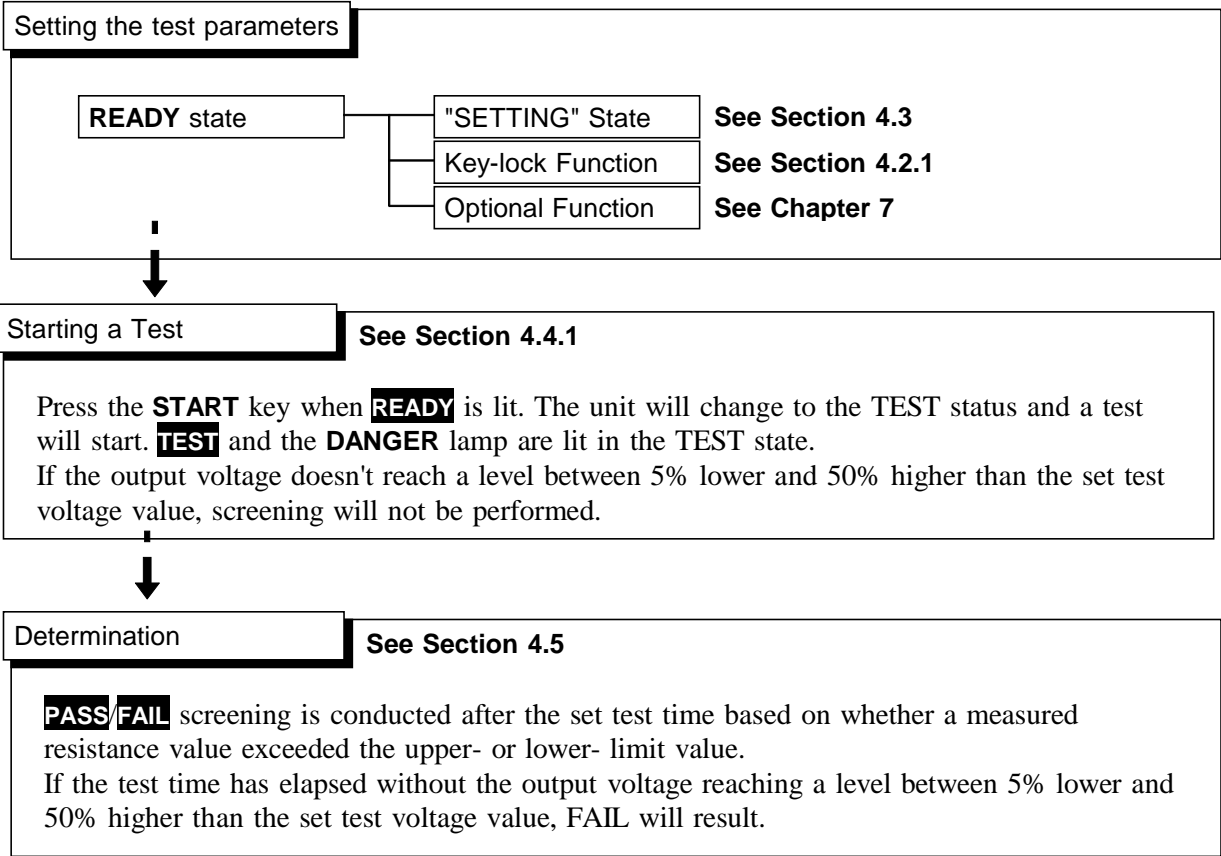 Setting the test parameters
READY state
"SETTING" State
See Section 4.3
Key-lock Function
See Section 4.2.1
Optional Function
See Chapter 7
Starting a Test
See Section 4.4.1
Press the START key when READY is lit. The unit will change to the TEST status and a test
will start. TEST and the DANGER lamp are lit in the TEST state.
If the output voltage doesn't reach a level between 5% lower and 50% higher than the set test
voltage value, screening will not be performed.
Determination
See Section 4.5
PASS/FAIL screening is conducted after the set test time based on whether a measured
resistance value exceeded the upper- or lower- limit value.
If the test time has elapsed without the output voltage reaching a level between 5% lower and
50% higher than the set test voltage value, FAIL will result.